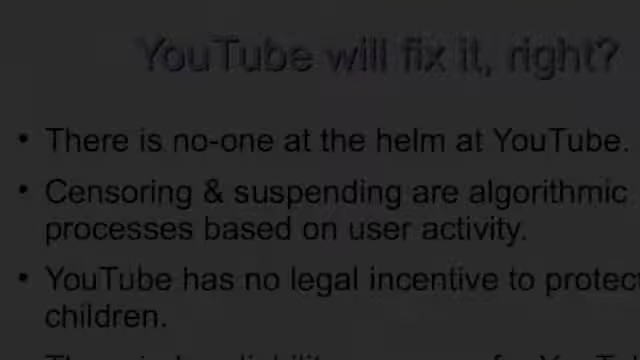 YouTube will fix it, right?
• There is no-one at the helm at YouTube.
• Censoring & suspending are algorithmic
processes based on user activity.
• YouTube has no legal incentive to protect
children.